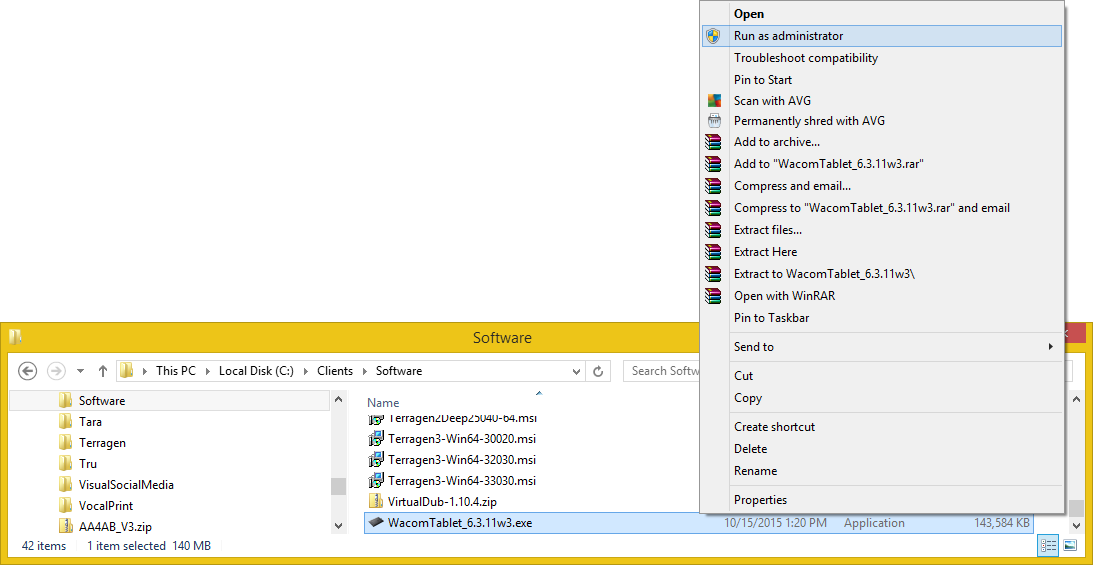 Open
Run as administrator
Troubleshoot compatibility
Pin to Start
Scan with AVG
Permanently shred with AVG
Add to archive...
Add to "WacomTablet_6.3.11w3.rar"
Compress and email...
Compress to "WacomTablet_6.3.11w3.rar" and email
Extract files...
Extract Here
Extract to WacomTablet_6.3.11w3\
Open with WinRAR
Pin to Taskbar
Send to
Cut
Copy
Create shortcut
Delete
Rename
Properties
Software
This PC Local Disk (C:) Clients Software
Search Softw
Software
Tara
Terragen
Tru
VisualSocialMedia
VocalPrint
AA4AB_V3.zip
Name
Terragen2Deep25040-64.msi
Terragen3-Win64-30020.msi
Terragen3-Win64-32030.msi
Terragen3-Win64-33030.msi
VirtualDub-1.10.4.zip
WacomTablet_6.3.11w3.exe 10/15/2015 1:20 PM Application 143,584 KB
42 items 1 item selected 140 MB